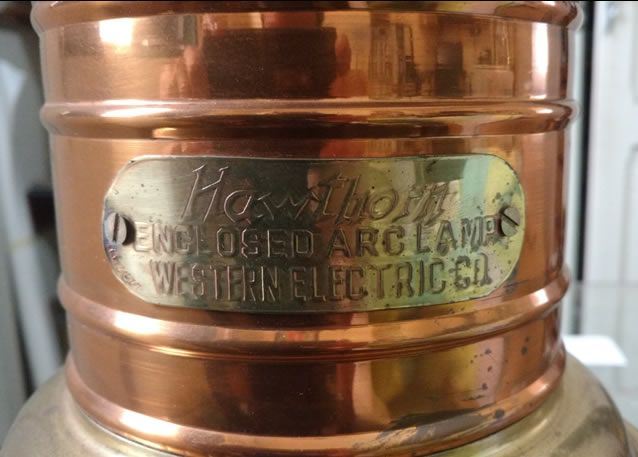 Hawthorn
ENCLOSED ARC LAMP
WESTERN ELECTRIC CO.